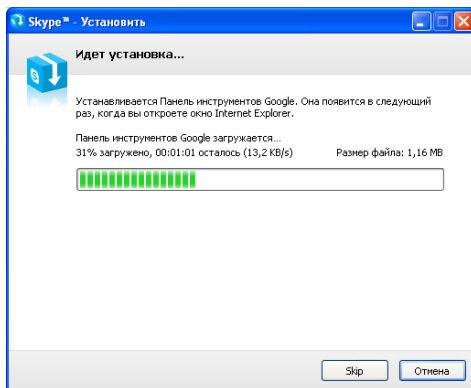 Skype™ - Установить
Идет установка...
Устанавливается Панель инструментов Google. Она появится в следующий
раз, когда вы откроете окно Internet Explorer.
Панель инструментов Google загружается...
31% загружено, 00:01:01 осталось (13,2 KB/s) Размер файла: 1,16 MB
Skip Отмена